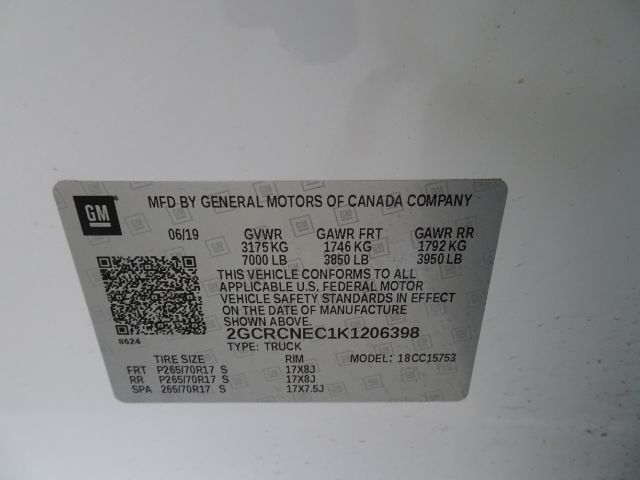 GM MFD BY GENERAL MOTORS OF CANADA COMPANY
06/19 GVWR GAWR FRT GAWR RR
3175 KG 1746 KG 1792 KG
7000 LB 3850 LB 3950 LB
THIS VEHICLE CONFORMS TO ALL
APPLICABLE U.S. FEDERAL MOTOR
VEHICLE SAFETY STANDARDS IN EFFECT
ON THE DATE OF MANUFACTURE
SHOWN ABOVE.
8624 2GCRCNEC1K1206398
TYPE: TRUCK
TIRE SIZE RIM MODEL: 18CC15753
FRT P265/70R17 S 17X8J
RR P265/70R17 S 17X8J
SPA 265/70R17 S 17X7.5J